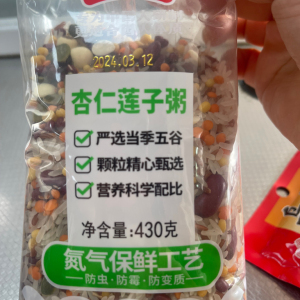 2024.03.12
杏仁莲子粥
严选当季五谷
颗粒精心甄选
营养科学配比
净含量:430克
氮气保鲜工艺
防虫·防霉·防变质